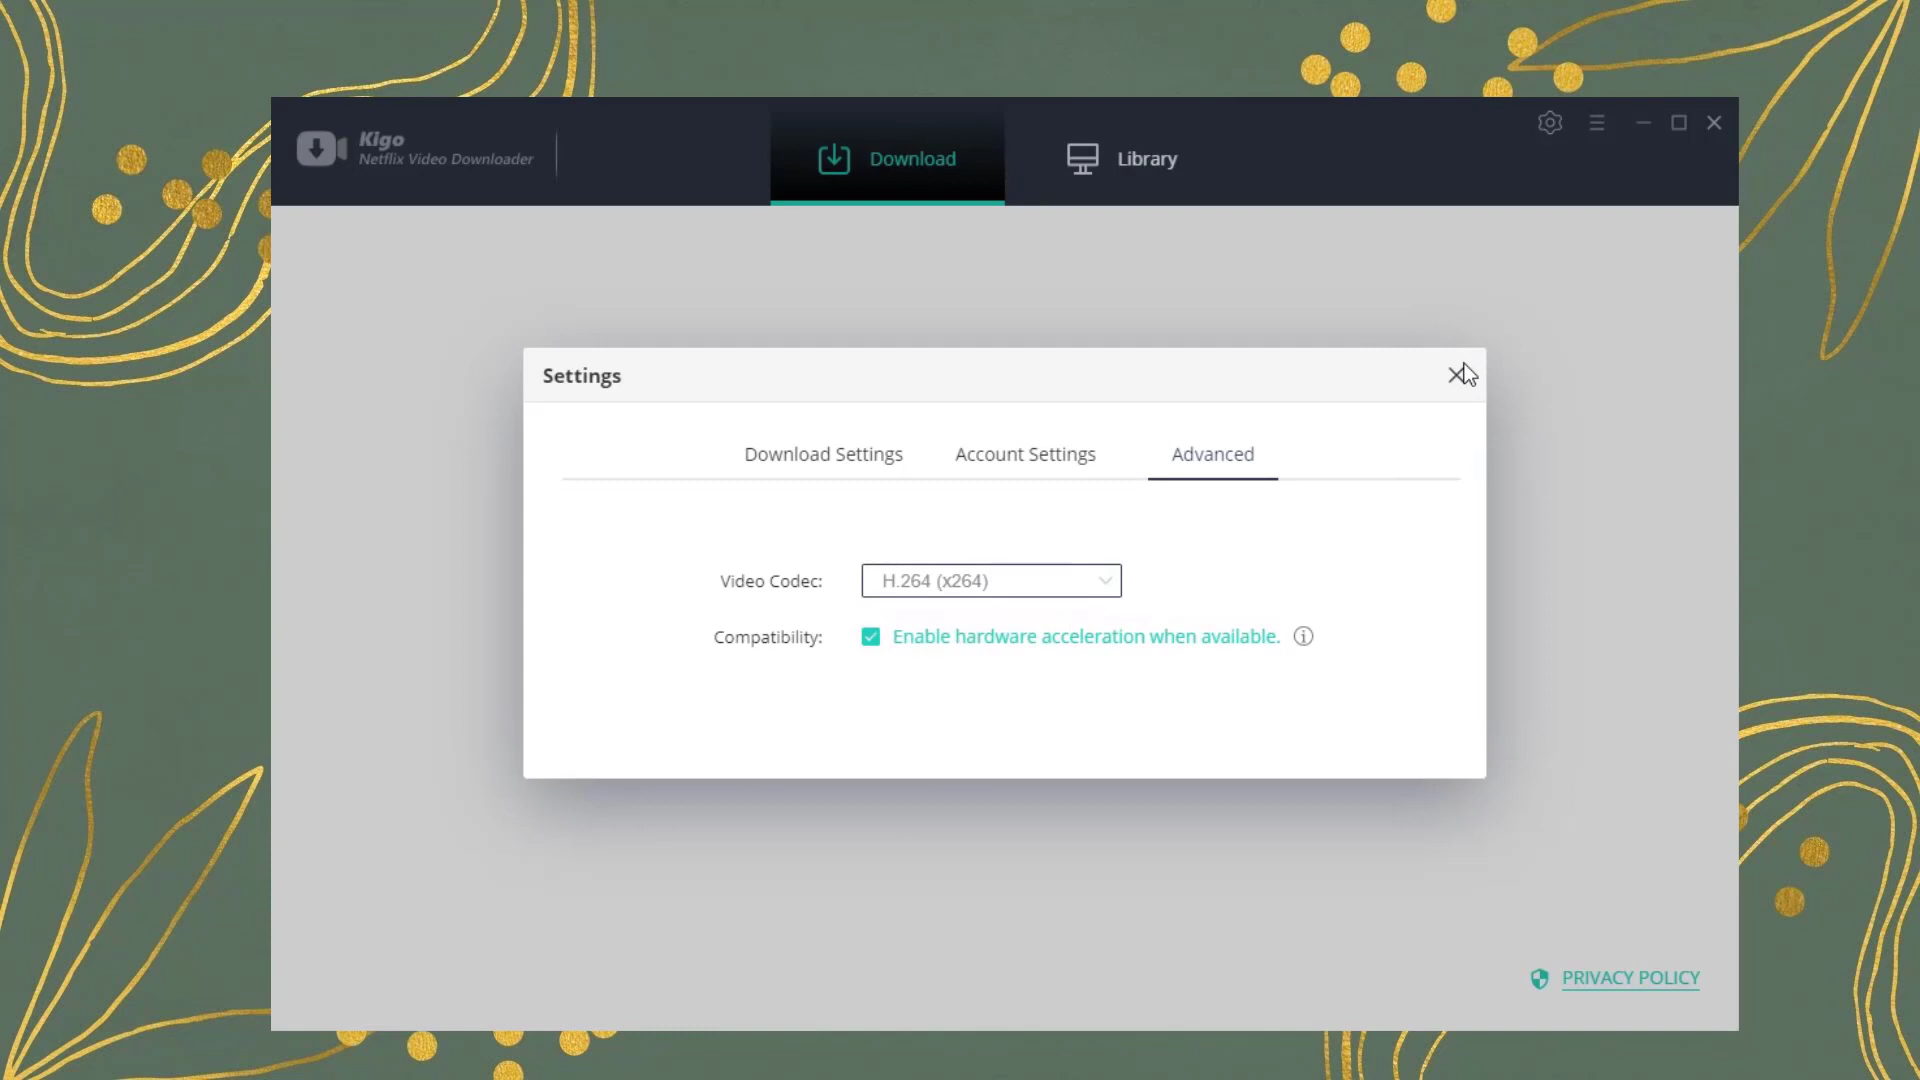 Kigo
Netflix Video Downloader
Download
Library
Settings
Download Settings
Account Settings
Advanced
Video Codec:
H.264 (x264)
Compatibility:
Enable hardware acceleration when available.
PRIVACY POLICY